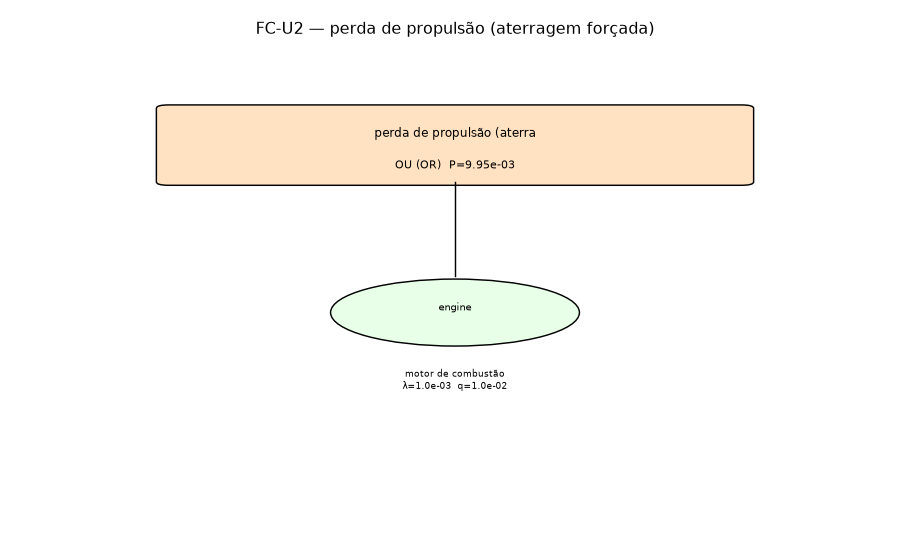 FC-U2 — perda de propulsão (aterragem forçada)
perda de propulsão (aterra
OU (OR)  P=9.95e-03
engine
motor de combustão
λ=1.0e-03  q=1.0e-02